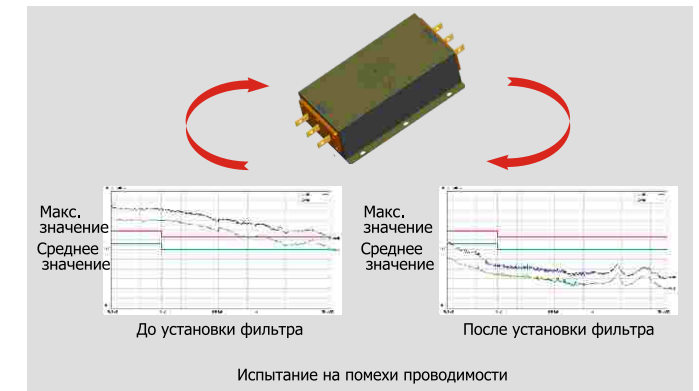 Макс.
значение
Среднее
значение
Макс.
значение
Среднее
значение
До установки фильтра
После установки фильтра
Испытание на помехи проводимости